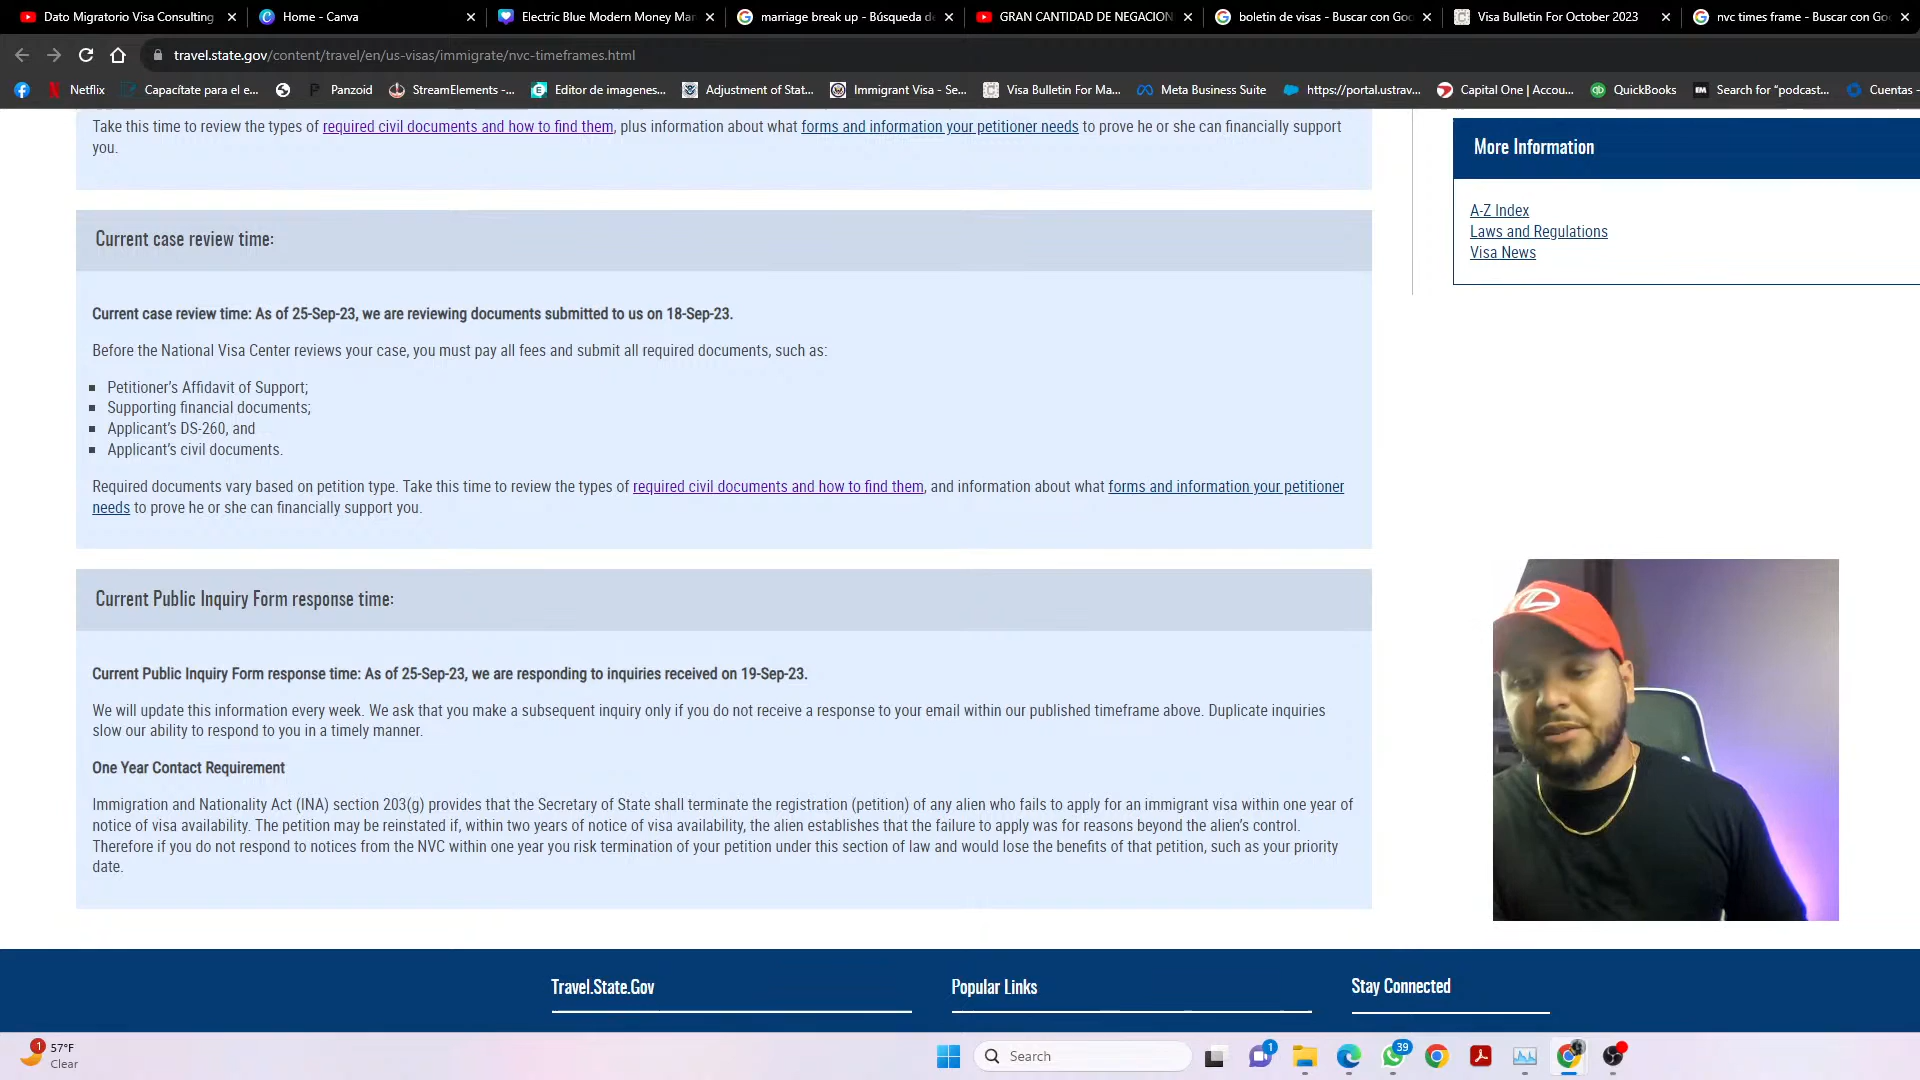 Dato Migratorio Visa Consulting
Home - Canva
Electric Blue Modern Money Mar
marriage break up - Búsqueda de
GRAN CANTIDAD DE NEGACION
boletin de visas - Buscar con Goo
Visa Bulletin For October 2023
nvc times frame - Buscar con Go
travel.state.gov/content/travel/en/us-visas/immigrate/nvc-timeframes.html
Netflix
Capacítate para el e...
Panzoid
StreamElements -...
Editor de imagenes...
Adjustment of Stat...
Immigrant Visa - Se...
Visa Bulletin For Ma...
Meta Business Suite
https://portal.ustrav...
Capital One | Accou...
QuickBooks
Search for "podcast...
Cuentas -
Take this time to review the types of required civil documents and how to find them, plus information about what forms and information your petitioner needs to prove he or she can financially support
you.
More Information
A-Z Index
Laws and Regulations
Visa News
Current case review time:
Current case review time: As of 25-Sep-23, we are reviewing documents submitted to us on 18-Sep-23.
Before the National Visa Center reviews your case, you must pay all fees and submit all required documents, such as:
Petitioner's Affidavit of Support;
Supporting financial documents;
Applicant's DS-260, and
Applicant's civil documents.
Required documents vary based on petition type. Take this time to review the types of required civil documents and how to find them, and information about what forms and information your petitioner
needs to prove he or she can financially support you.
Current Public Inquiry Form response time:
Current Public Inquiry Form response time: As of 25-Sep-23, we are responding to inquiries received on 19-Sep-23.
We will update this information every week. We ask that you make a subsequent inquiry only if you do not receive a response to your email within our published timeframe above. Duplicate inquiries
slow our ability to respond to you in a timely manner.
One Year Contact Requirement
Immigration and Nationality Act (INA) section 203(g) provides that the Secretary of State shall terminate the registration (petition) of any alien who fails to apply for an immigrant visa within one year of
notice of visa availability. The petition may be reinstated if, within two years of notice of visa availability, the alien establishes that the failure to apply was for reasons beyond the alien's control.
Therefore if you do not respond to notices from the NVC within one year you risk termination of your petition under this section of law and would lose the benefits of that petition, such as your priority
date.
Travel.State.Gov
Popular Links
Stay Connected
1
57°F
Clear
Search
1
39